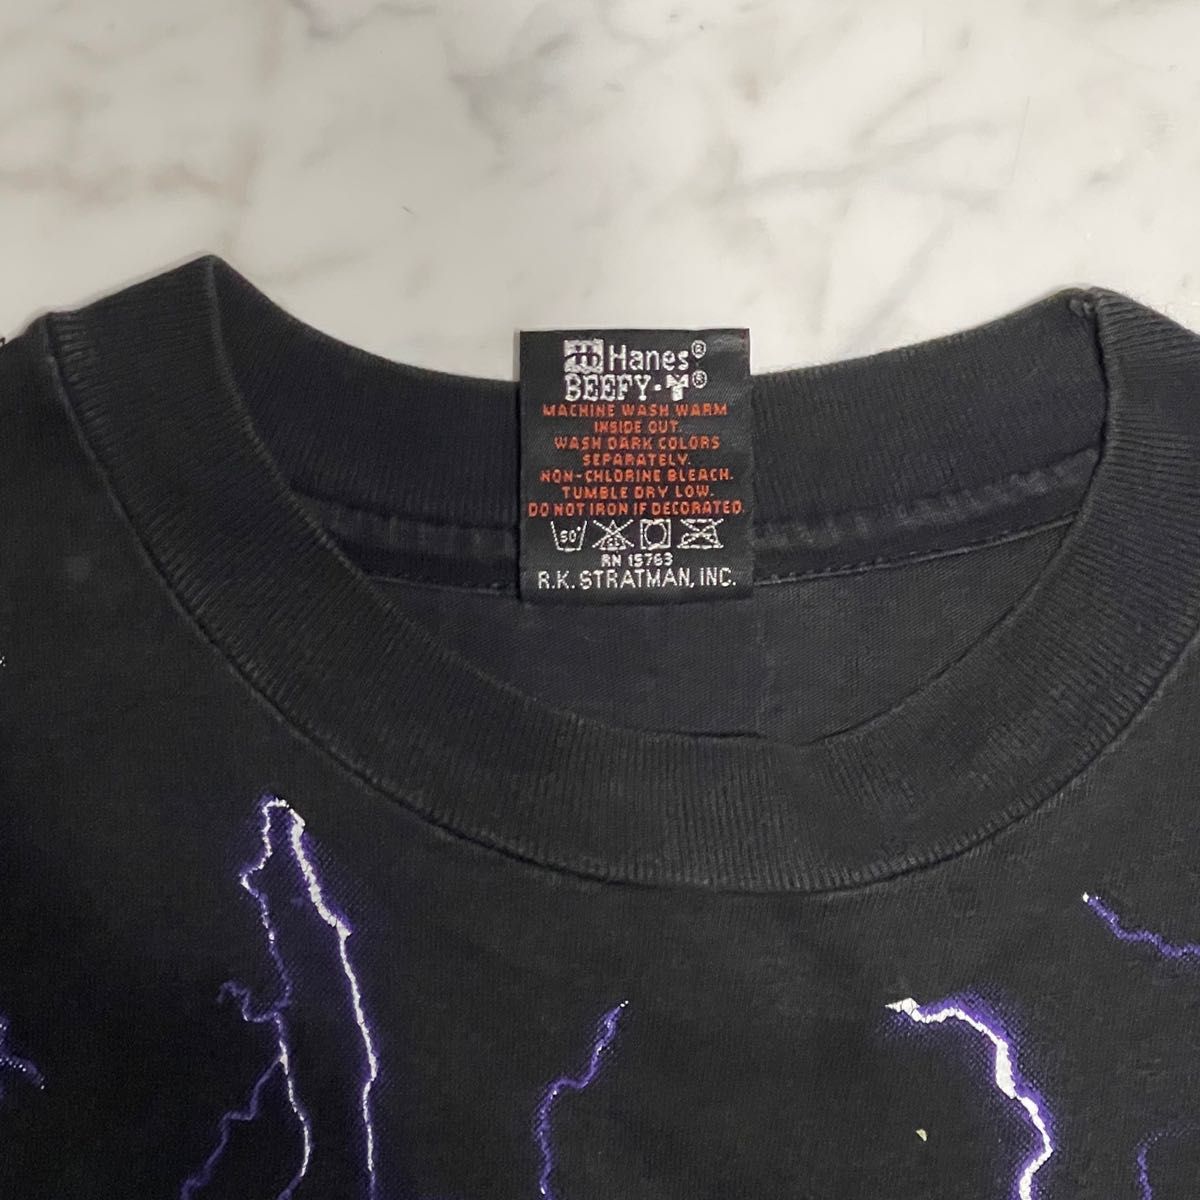 Hanes®
BEEFY-T®
MACHINE WASH WARM
INSIDE OUT.
WASH DARK COLORS
SEPARATELY.
NON-CHLORINE BLEACH.
TUMBLE DRY LOW.
DO NOT IRON IF DECORATED.
50°
RN 15763
R.K. STRATMAN, INC.